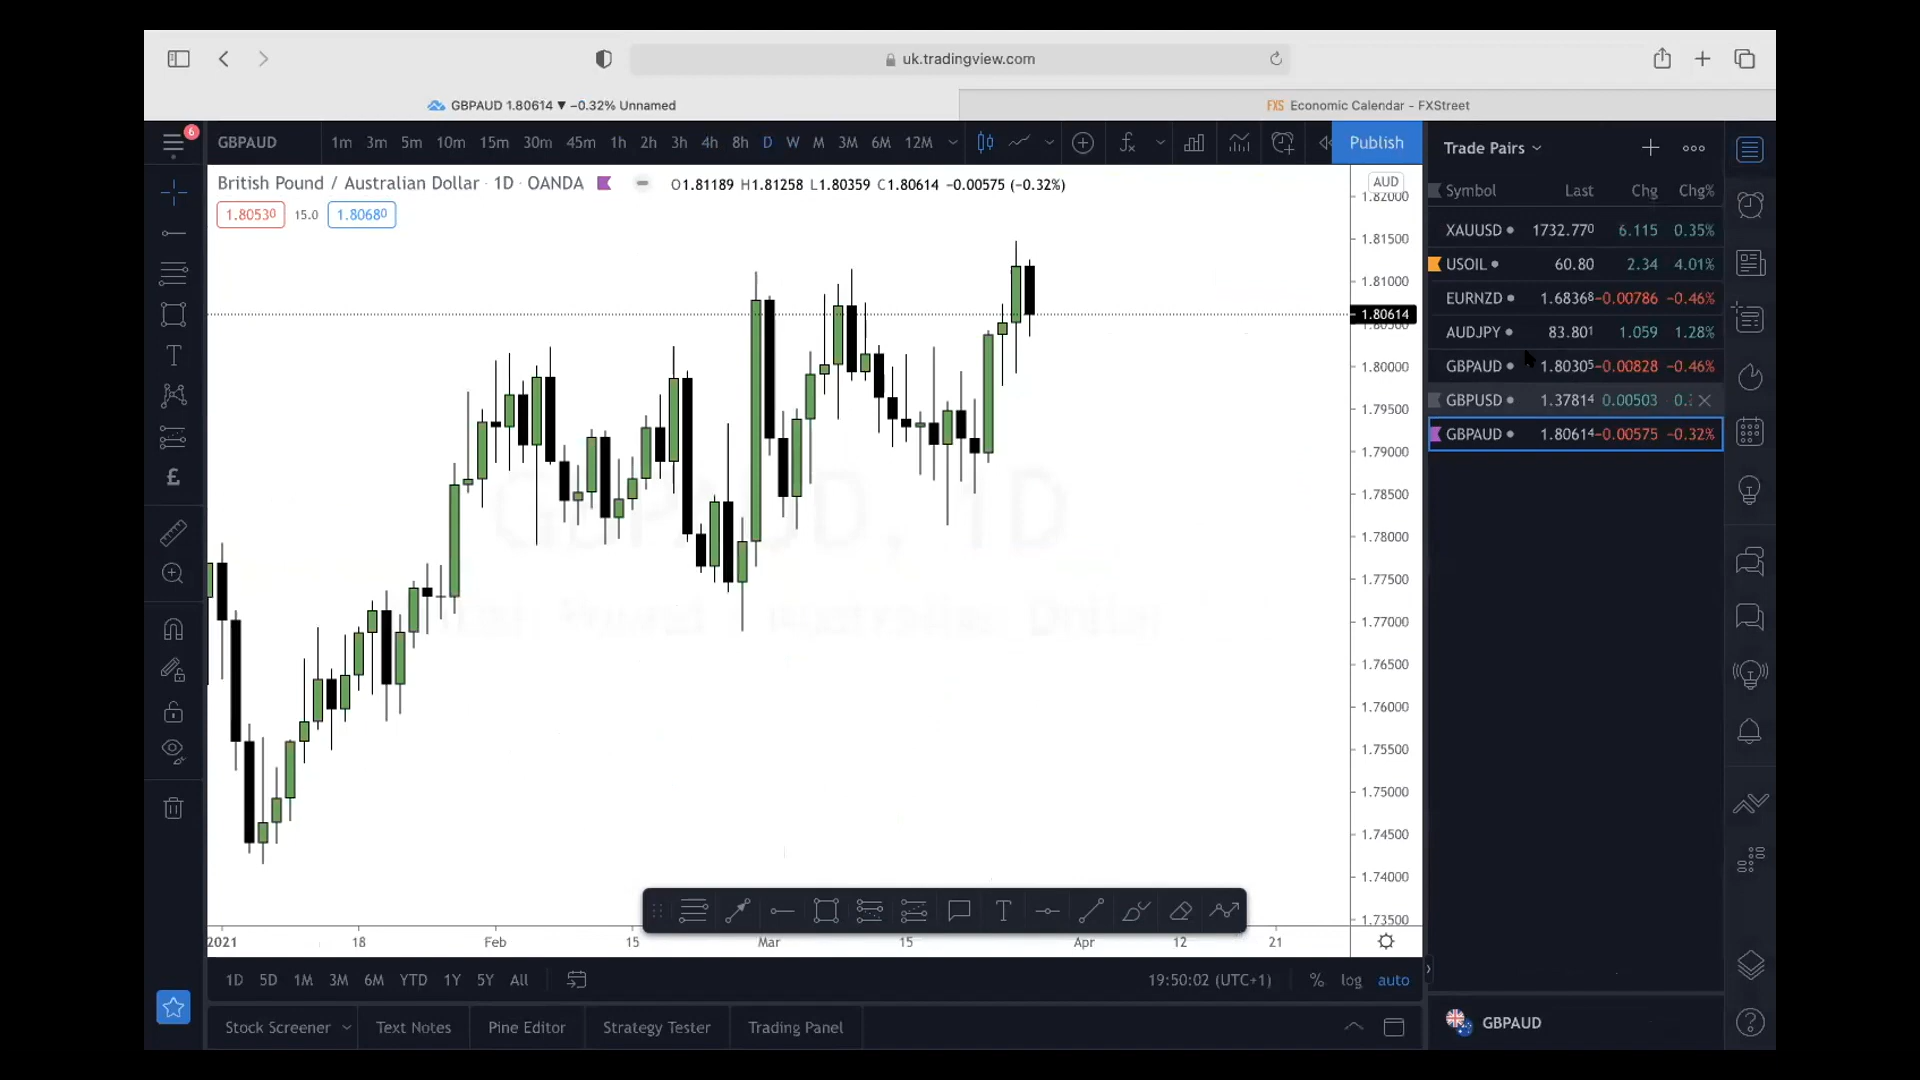 uk.tradingview.com
GBPAUD 1.80614 ▼ −0.32% Unnamed
FXS Economic Calendar - FXStreet
6
GBPAUD 1m 3m 5m 10m 15m 30m 45m 1h 2h 3h 4h 8h D W M 3M 6M 12M Publish
Trade Pairs
British Pound / Australian Dollar · 1D · OANDA O1.81189 H1.81258 L1.80359 C1.80614 −0.00575 (−0.32%)
1.80530 15.0 1.80680
AUD
Symbol Last Chg Chg%
XAUUSD 1732.770 6.115 0.35%
USOIL 60.80 2.34 4.01%
EURNZD 1.68368 −0.00786 −0.46%
AUDJPY 83.801 1.059 1.28%
GBPAUD 1.80305 −0.00828 −0.46%
GBPUSD 1.37814 0.00503
GBPAUD 1.80614 −0.00575 −0.32%
1.82000
1.81500
1.81000
1.80614
1.80000
1.79500
1.79000
1.78500
1.78000
1.77500
1.77000
1.76500
1.76000
1.75500
1.75000
1.74500
1.74000
1.73500
GBPAUD, 1D
2021 18 Feb 15 Mar 15 Apr 12 21
1D 5D 1M 3M 6M YTD 1Y 5Y All
19:50:02 (UTC+1) % log auto
Stock Screener Text Notes Pine Editor Strategy Tester Trading Panel
GBPAUD